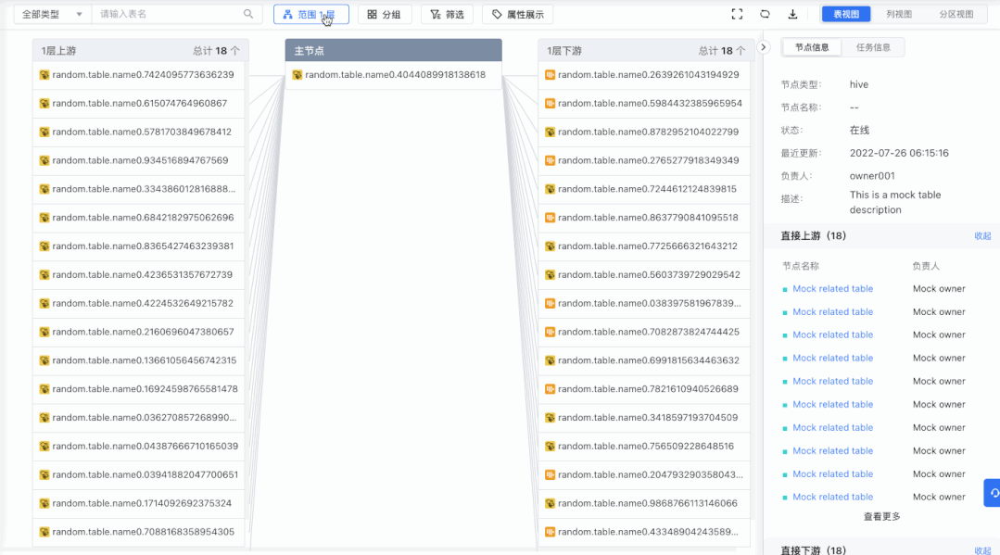 全部类型 请输入表名 范围 1 层 分组 筛选 属性展示 表视图 列视图 分区视图
1层上游 总计 18 个
random.table.name0.7424095773636239
random.table.name0.615074764960867
random.table.name0.5781703849678412
random.table.name0.934516894767569
random.table.name0.334386012816888...
random.table.name0.6842182975062696
random.table.name0.8365427463239381
random.table.name0.4236531357672739
random.table.name0.4224532649215782
random.table.name0.2160696047380657
random.table.name0.13661056456742315
random.table.name0.16924598765581478
random.table.name0.036270857268990...
random.table.name0.04387666710165039
random.table.name0.03941882047700651
random.table.name0.1714092692375324
random.table.name0.7088168358954305
主节点
random.table.name0.4044089918138618
1层下游 总计 18 个
random.table.name0.2639261043194929
random.table.name0.5984432385965954
random.table.name0.8782952104022799
random.table.name0.2765277918349349
random.table.name0.7244612124839815
random.table.name0.8637790841095518
random.table.name0.7725666321643212
random.table.name0.5603739729029542
random.table.name0.038397581967839...
random.table.name0.7082873824744425
random.table.name0.6991815634463632
random.table.name0.7821610940526689
random.table.name0.3418597193704509
random.table.name0.756509228648516
random.table.name0.204793290358043...
random.table.name0.9868766113146066
random.table.name0.43348904243589...
节点信息 任务信息
节点类型： hive
节点名称： --
状态： 在线
最近更新： 2022-07-26 06:15:16
负责人： owner001
描述： This is a mock table
description
直接上游（18） 收起
节点名称 负责人
Mock related table Mock owner
Mock related table Mock owner
Mock related table Mock owner
Mock related table Mock owner
Mock related table Mock owner
Mock related table Mock owner
Mock related table Mock owner
Mock related table Mock owner
Mock related table Mock owner
Mock related table Mock owner
查看更多
直接下游（18） 收起